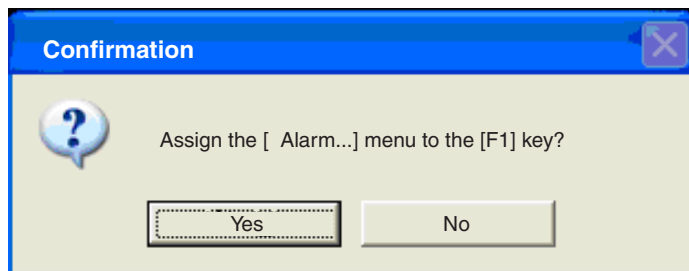 Confirmation
Assign the [ Alarm...] menu to the [F1] key?
Yes
No